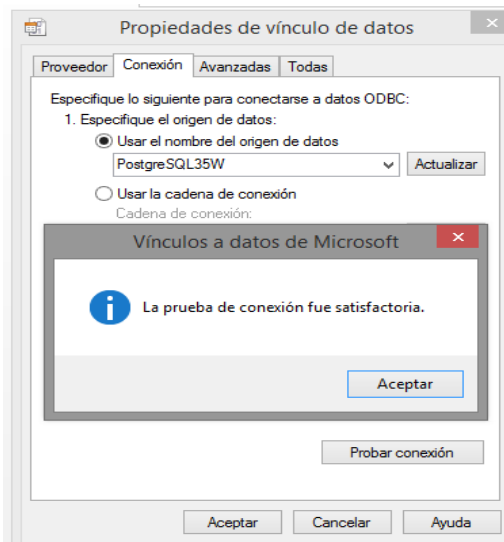 Propiedades de vínculo de datos
Proveedor Conexión Avanzadas Todas
Especifique lo siguiente para conectarse a datos ODBC:
1. Especifique el origen de datos:
Usar el nombre del origen de datos
PostgreSQL35W Actualizar
Usar la cadena de conexión
Cadena de conexión:
Vínculos a datos de Microsoft
La prueba de conexión fue satisfactoria.
Aceptar
Probar conexión
Aceptar Cancelar Ayuda